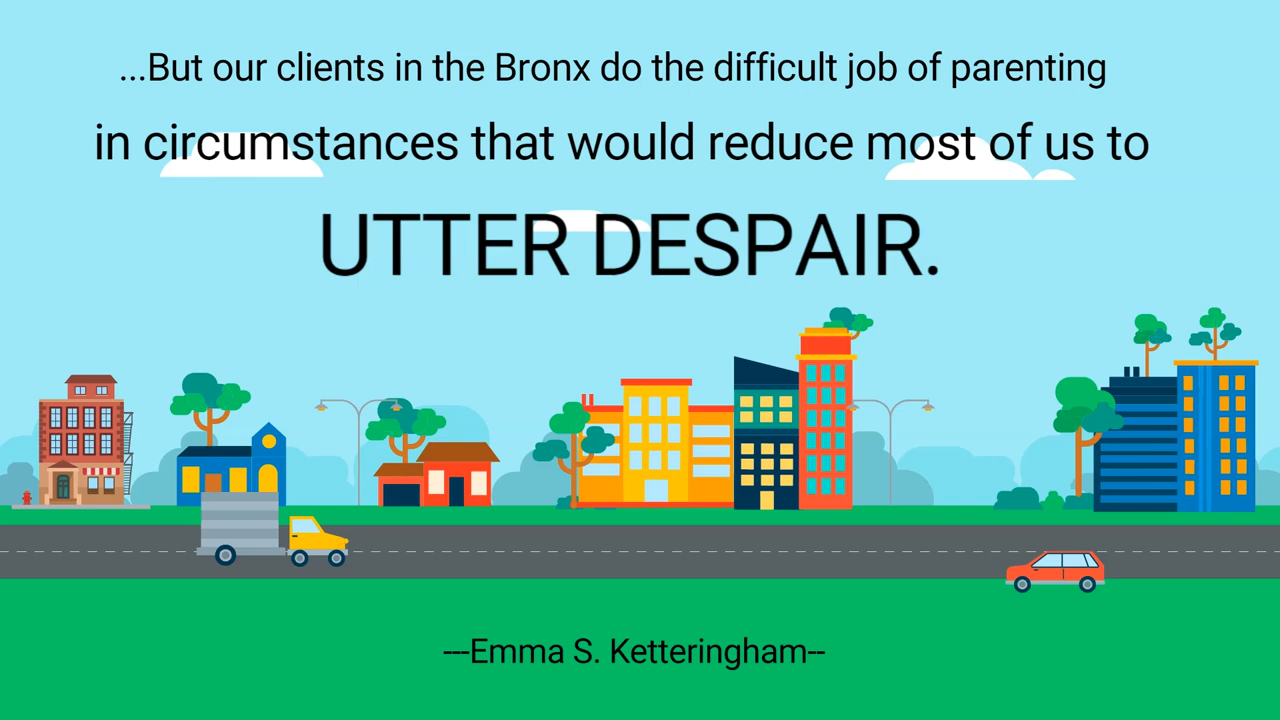 ...But our clients in the Bronx do the difficult job of parenting
in circumstances that would reduce most of us to
UTTER DESPAIR.
---Emma S. Ketteringham--